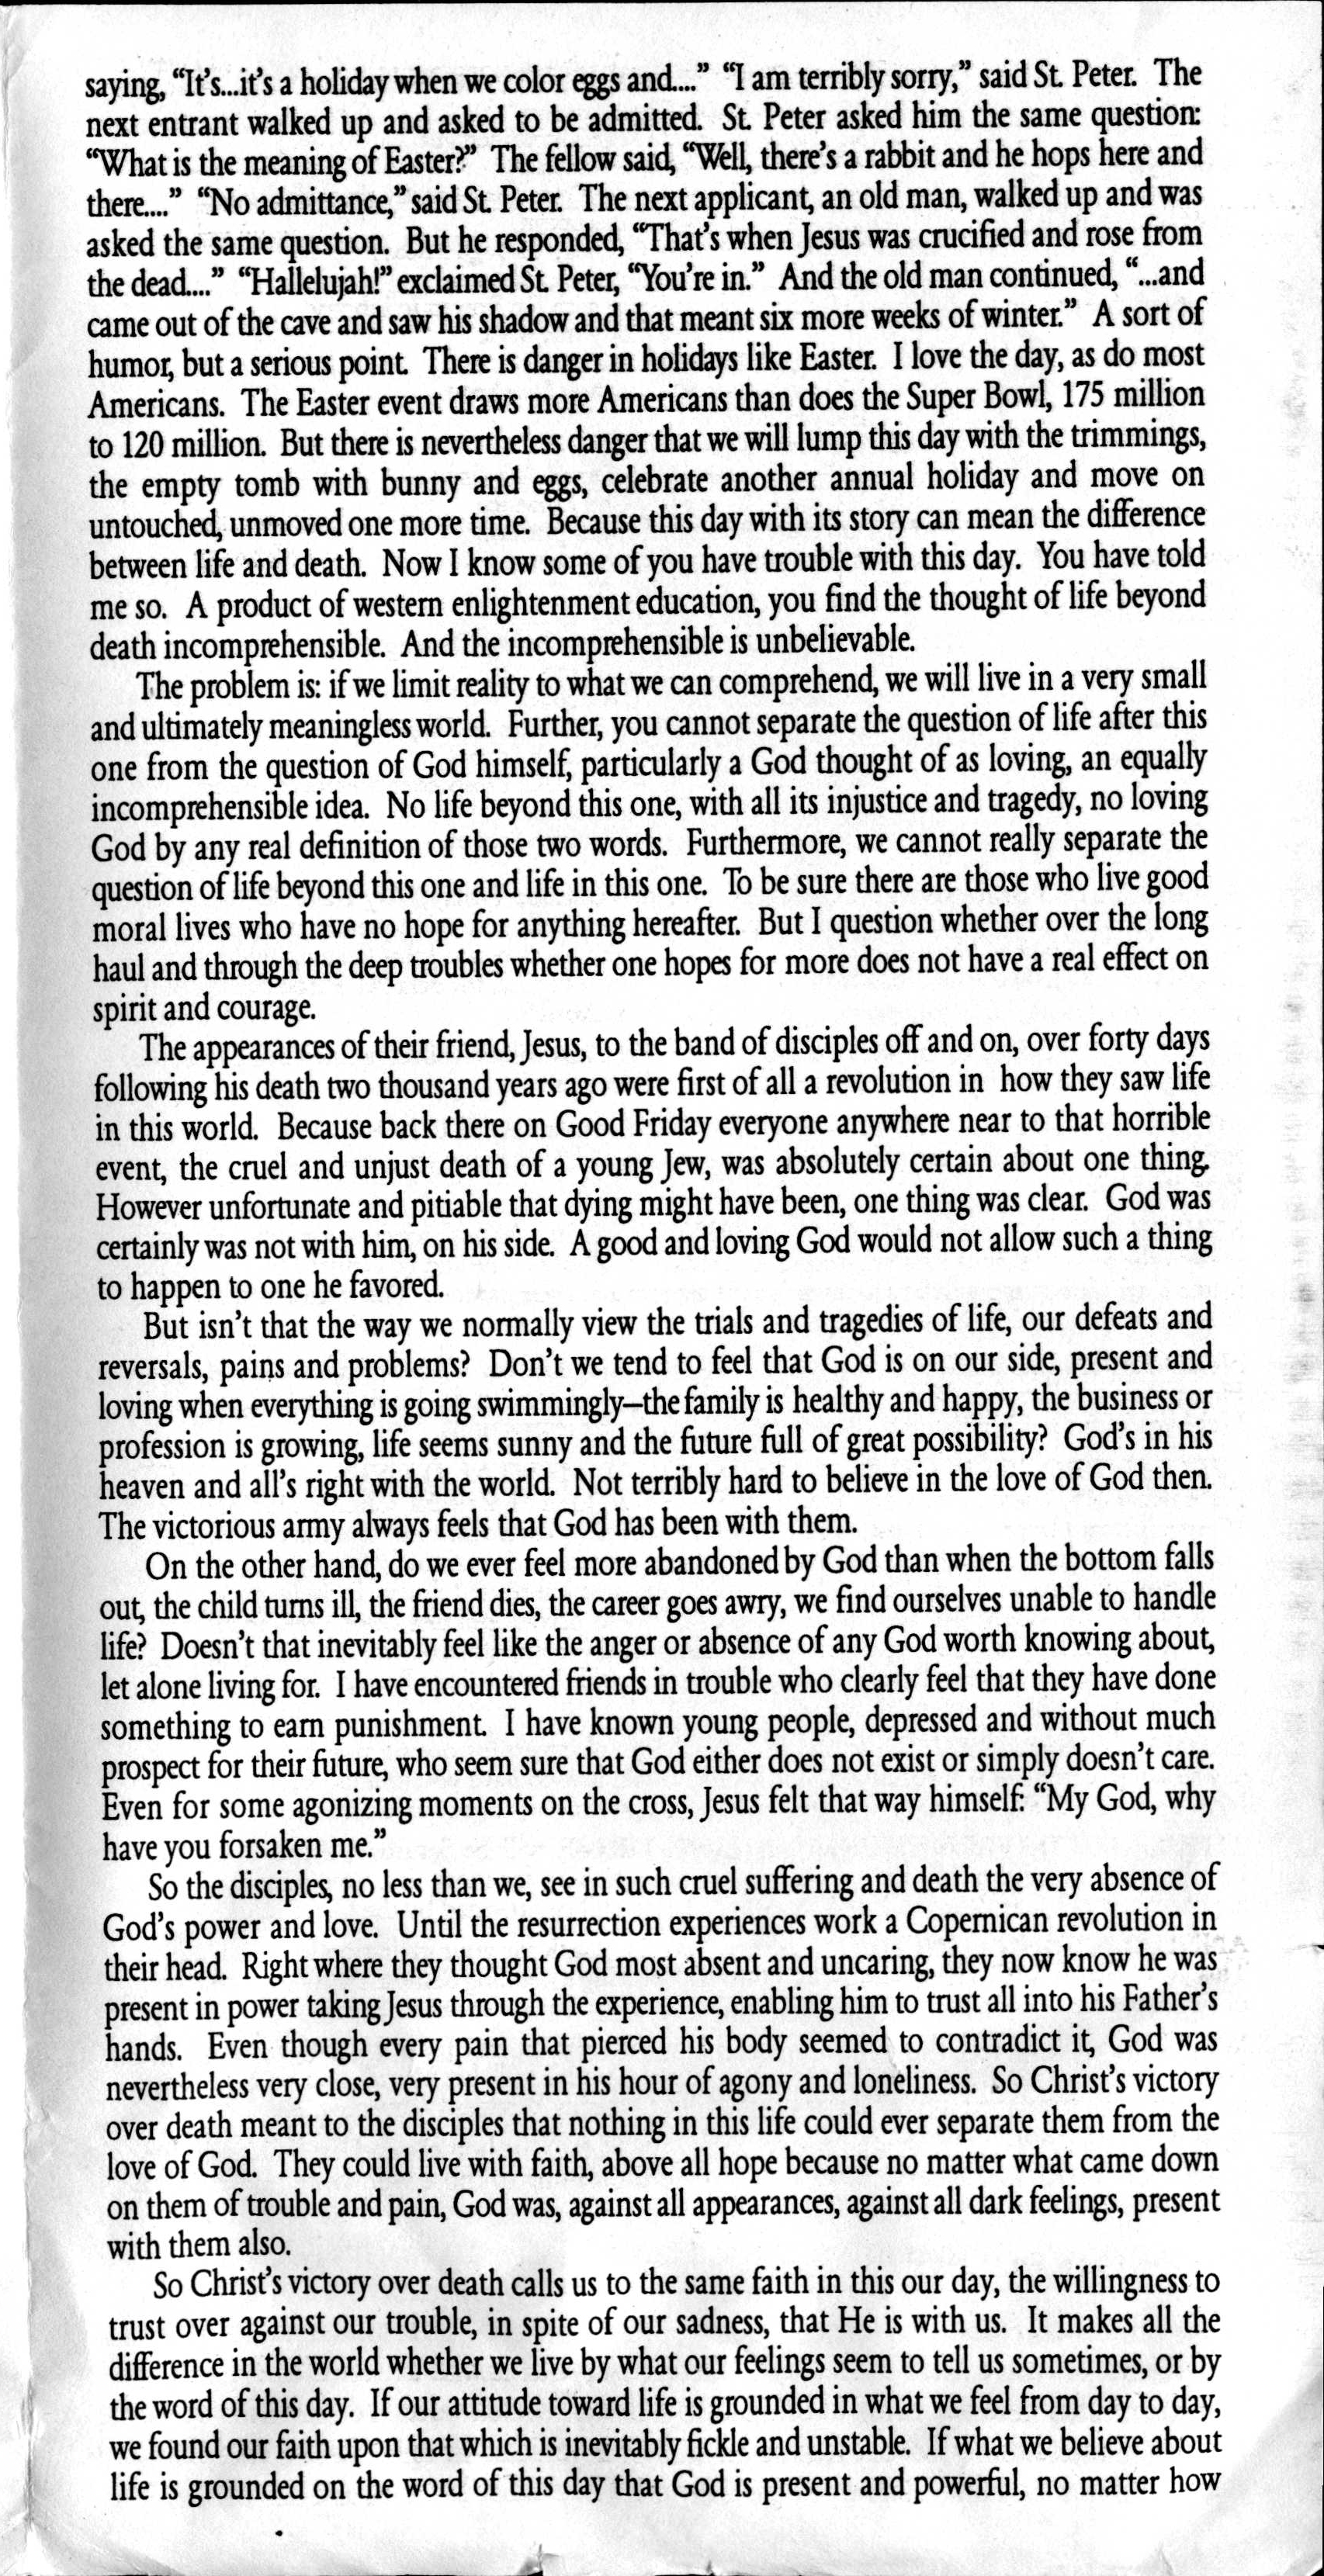 saying, “It’s...it’s a holiday when we color eggs and....” “I am terribly sorry,” said St. Peter. The
next entrant walked up and asked to be admitted. St. Peter asked him the same question:
“What is the meaning of Easter?” The fellow said, “Well, there’s a rabbit and he hops here and
there....” “No admittance,” said St. Peter. The next applicant, an old man, walked up and was
asked the same question. But he responded, “That’s when Jesus was crucified and rose from
the dead....” “Hallelujah!” exclaimed St. Peter, “You’re in.” And the old man continued, “...and
came out of the cave and saw his shadow and that meant six more weeks of winter.” A sort of
humor, but a serious point. There is danger in holidays like Easter. I love the day, as do most
Americans. The Easter event draws more Americans than does the Super Bowl, 175 million
to 120 million. But there is nevertheless danger that we will lump this day with the trimmings,
the empty tomb with bunny and eggs, celebrate another annual holiday and move on
untouched, unmoved one more time. Because this day with its story can mean the difference
between life and death. Now I know some of you have trouble with this day. You have told
me so. A product of western enlightenment education, you find the thought of life beyond
death incomprehensible. And the incomprehensible is unbelievable.
The problem is: if we limit reality to what we can comprehend, we will live in a very small
and ultimately meaningless world. Further, you cannot separate the question of life after this
one from the question of God himself, particularly a God thought of as loving, an equally
incomprehensible idea. No life beyond this one, with all its injustice and tragedy, no loving
God by any real definition of those two words. Furthermore, we cannot really separate the
question of life beyond this one and life in this one. To be sure there are those who live good
moral lives who have no hope for anything hereafter. But I question whether over the long
haul and through the deep troubles whether one hopes for more does not have a real effect on
spirit and courage.
The appearances of their friend, Jesus, to the band of disciples off and on, over forty days
following his death two thousand years ago were first of all a revolution in how they saw life
in this world. Because back there on Good Friday everyone anywhere near to that horrible
event, the cruel and unjust death of a young Jew, was absolutely certain about one thing.
However unfortunate and pitiable that dying might have been, one thing was clear. God was
certainly was not with him, on his side. A good and loving God would not allow such a thing
to happen to one he favored.
But isn’t that the way we normally view the trials and tragedies of life, our defeats and
reversals, pains and problems? Don’t we tend to feel that God is on our side, present and
loving when everything is going swimmingly–the family is healthy and happy, the business or
profession is growing, life seems sunny and the future full of great possibility? God’s in his
heaven and all’s right with the world. Not terribly hard to believe in the love of God then.
The victorious army always feels that God has been with them.
On the other hand, do we ever feel more abandoned by God than when the bottom falls
out, the child turns ill, the friend dies, the career goes awry, we find ourselves unable to handle
life? Doesn’t that inevitably feel like the anger or absence of any God worth knowing about,
let alone living for. I have encountered friends in trouble who clearly feel that they have done
something to earn punishment. I have known young people, depressed and without much
prospect for their future, who seem sure that God either does not exist or simply doesn’t care.
Even for some agonizing moments on the cross, Jesus felt that way himself: “My God, why
have you forsaken me.”
So the disciples, no less than we, see in such cruel suffering and death the very absence of
God’s power and love. Until the resurrection experiences work a Copernican revolution in
their head. Right where they thought God most absent and uncaring, they now know he was
present in power taking Jesus through the experience, enabling him to trust all into his Father’s
hands. Even though every pain that pierced his body seemed to contradict it, God was
nevertheless very close, very present in his hour of agony and loneliness. So Christ’s victory
over death meant to the disciples that nothing in this life could ever separate them from the
love of God. They could live with faith, above all hope because no matter what came down
on them of trouble and pain, God was, against all appearances, against all dark feelings, present
with them also.
So Christ’s victory over death calls us to the same faith in this our day, the willingness to
trust over against our trouble, in spite of our sadness, that He is with us. It makes all the
difference in the world whether we live by what our feelings seem to tell us sometimes, or by
the word of this day. If our attitude toward life is grounded in what we feel from day to day,
we found our faith upon that which is inevitably fickle and unstable. If what we believe about
life is grounded on the word of this day that God is present and powerful, no matter how